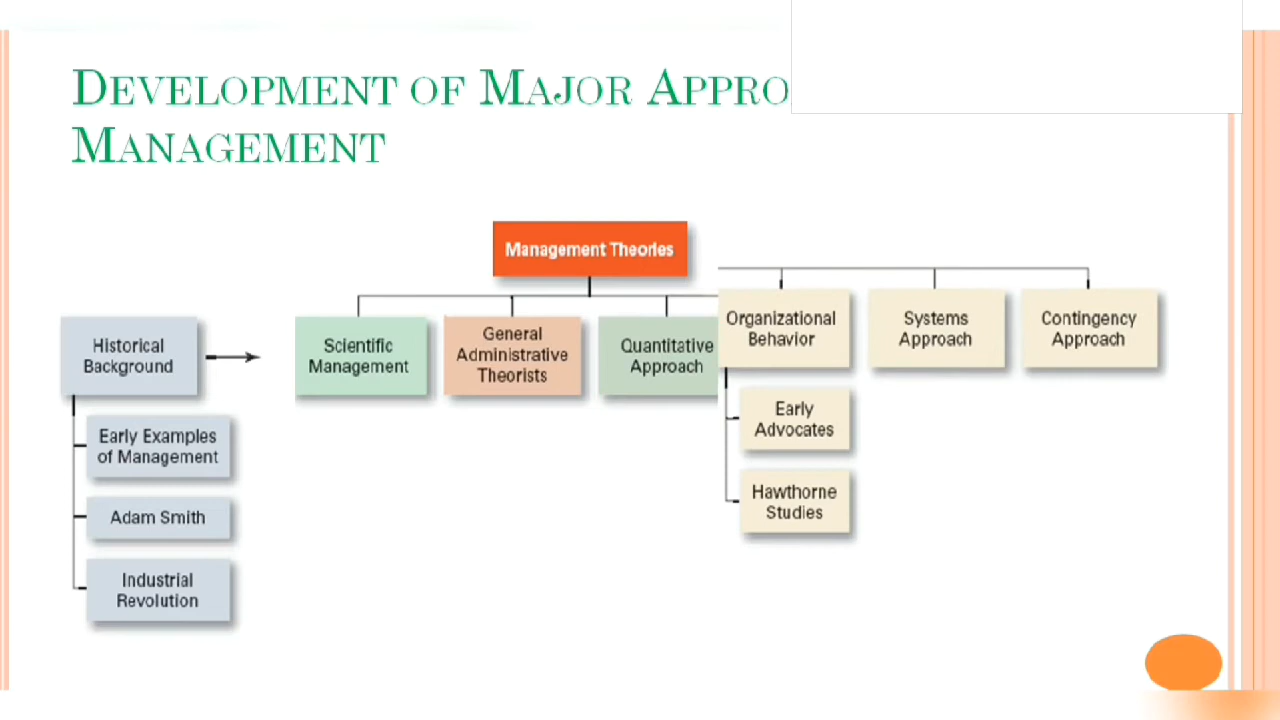 DEVELOPMENT OF MAJOR APPRO
MANAGEMENT
Management Theories
Historical
Background
Early Examples
of Management
Adam Smith
Industrial
Revolution
Scientific
Management
General
Administrative
Theorists
Quantitative
Approach
Organizational
Behavior
Early
Advocates
Hawthorne
Studies
Systems
Approach
Contingency
Approach